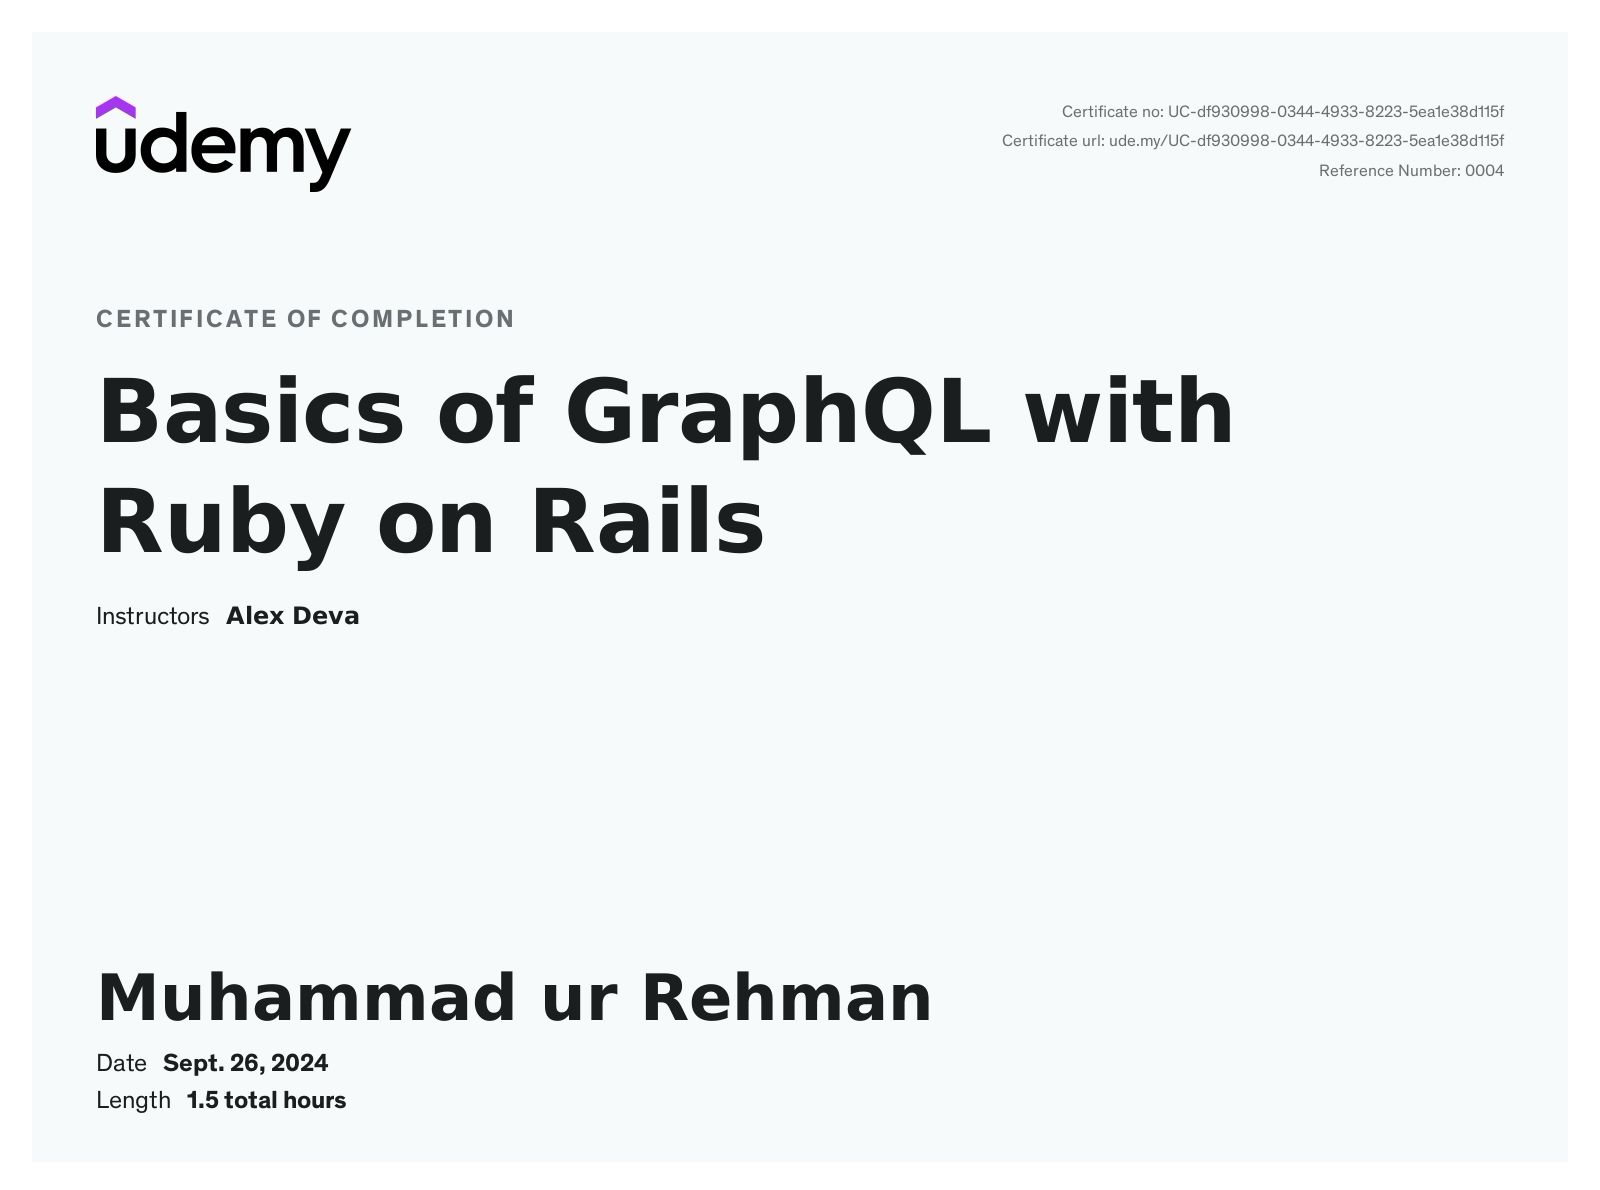 udemy
Certificate no: UC-df930998-0344-4933-8223-5ea1e38d115f
Certificate url: ude.my/UC-df930998-0344-4933-8223-5ea1e38d115f
Reference Number: 0004
CERTIFICATE OF COMPLETION
Basics of GraphQL with
Ruby on Rails
Instructors Alex Deva
Muhammad ur Rehman
Date Sept. 26, 2024
Length 1.5 total hours